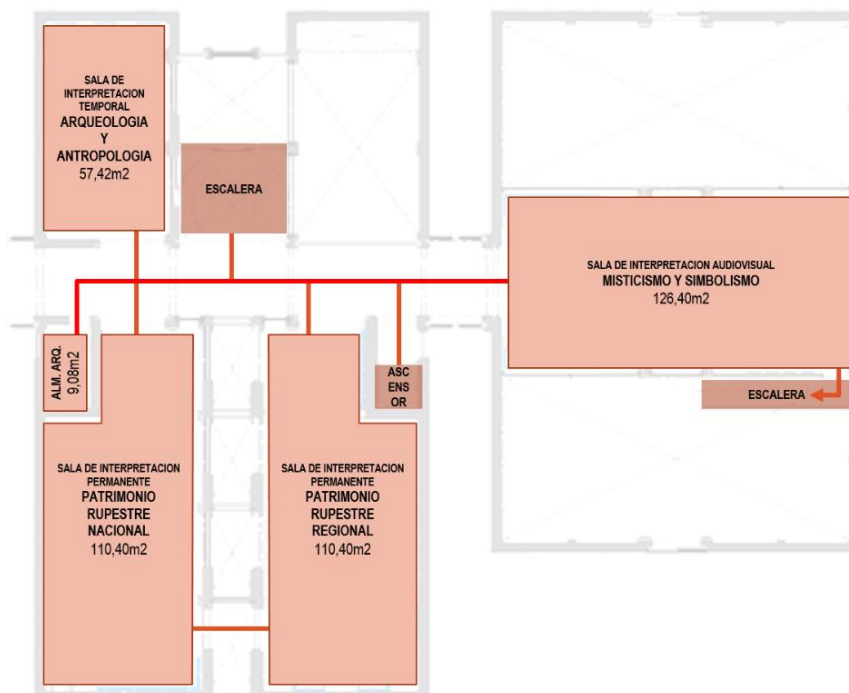 SALA DE
INTERPRETACION
TEMPORAL
ARQUEOLOGIA
Y
ANTROPOLOGIA
57,42m2
ESCALERA
SALA DE INTERPRETACION AUDIOVISUAL
MISTICISMO Y SIMBOLISMO
126,40m2
ALM. ARQ.
9,08m2
ASC
ENS
OR
ESCALERA
SALA DE INTERPRETACION
PERMANENTE
PATRIMONIO
RUPESTRE
NACIONAL
110,40m2
SALA DE INTERPRETACION
PERMANENTE
PATRIMONIO
RUPESTRE
REGIONAL
110,40m2